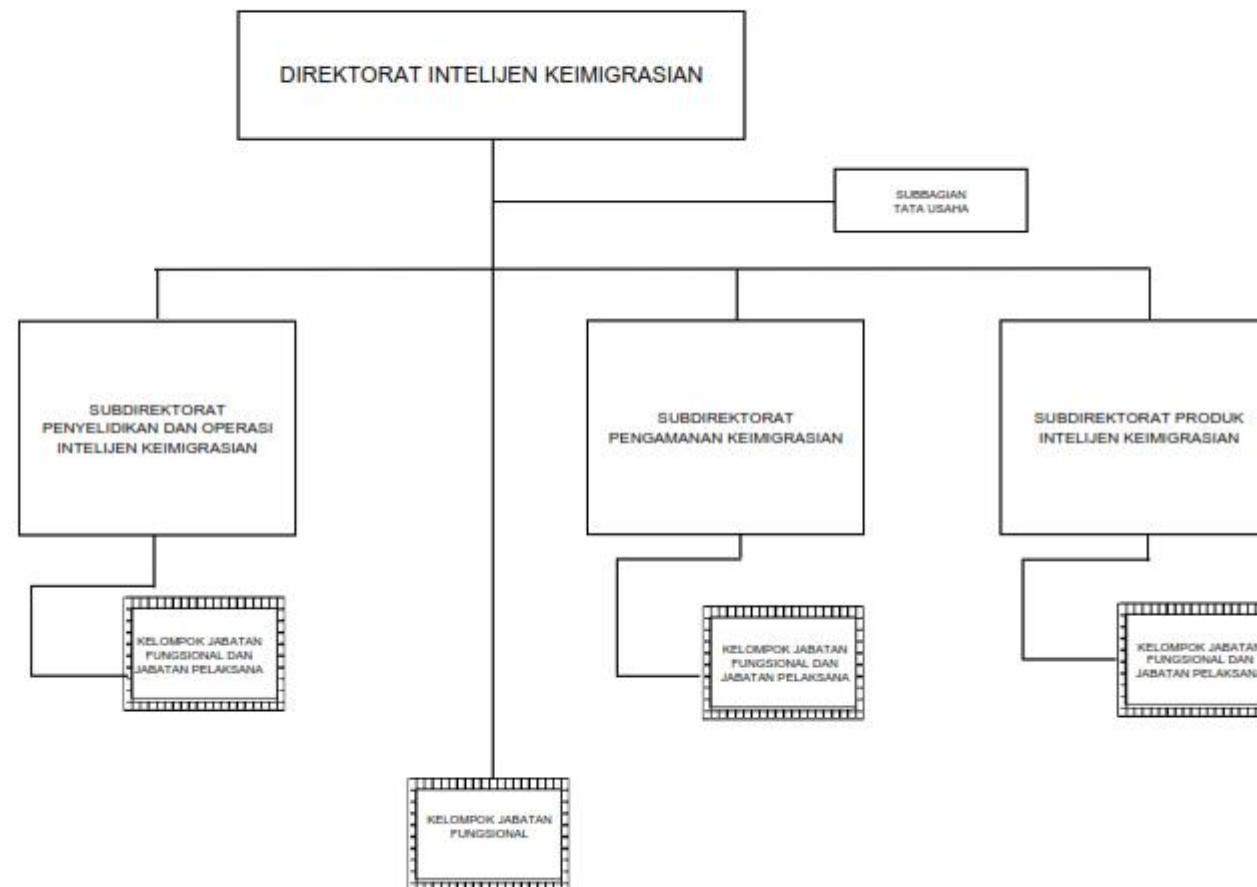 DIREKTORAT INTELIJEN KEIMIGRASIAN
SUBBAGIAN
TATA USAHA
SUBDIREKTORAT
PENYELIDIKAN DAN OPERASI
INTELIJEN KEIMIGRASIAN
SUBDIREKTORAT
PENGAMANAN KEIMIGRASIAN
SUBDIREKTORAT PRODUK
INTELIJEN KEIMIGRASIAN
KELOMPOK JABATAN
FUNGSIONAL DAN
JABATAN PELAKSANA
KELOMPOK JABATAN
FUNGSIONAL DAN
JABATAN PELAKSANA
KELOMPOK JABATAN
FUNGSIONAL DAN
JABATAN PELAKSANA
KELOMPOK JABATAN
FUNGSIONAL